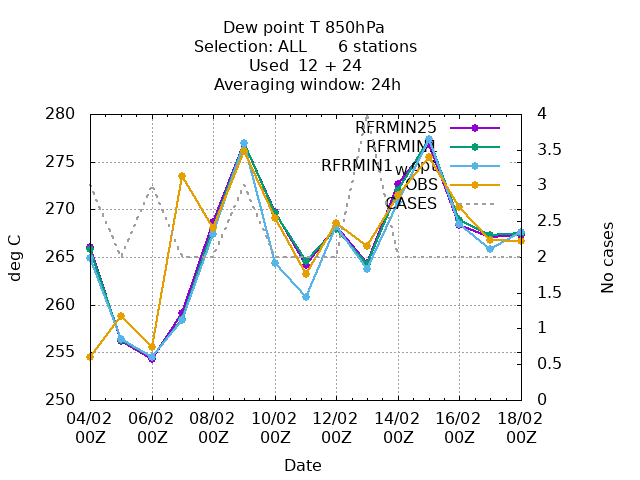 Dew point T 850hPa
Selection: ALL 6 stations
Used 12 + 24
Averaging window: 24h
280
275
270
265
260
255
250
deg C
4
3.5
3
2.5
2
1.5
1
0.5
0
No cases
RFRMIN25
RFRMIN1
OBS
CASES
04/02 06/02 08/02 10/02 12/02 14/02 16/02 18/02
00Z 00Z 00Z 00Z 00Z 00Z 00Z 00Z
Date